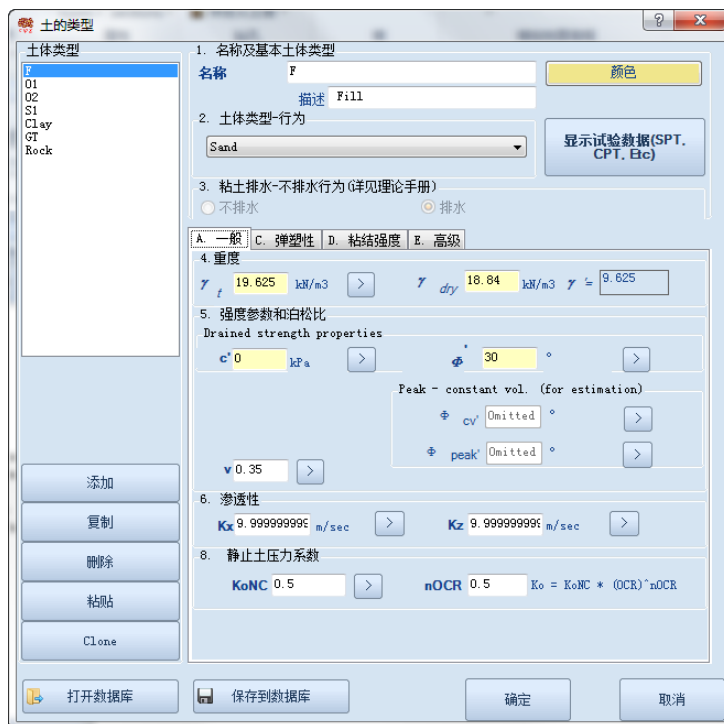 土的类型
土体类型
F
O1
O2
S1
Clay
GT
Rock
添加
复制
删除
粘贴
Clone
1. 名称及基本土体类型
名称 F 颜色
描述 Fill
2. 土体类型-行为
Sand
显示试验数据(SPT, CPT, Etc)
3. 粘土排水-不排水行为(详见理论手册)
不排水 排水
A. 一般 C. 弹塑性 D. 粘结强度 E. 高级
4.重度
γ t 19.625 kN/m3 > γ dry 18.84 kN/m3 γ '= 9.625
5. 强度参数和泊松比
Drained strength properties
c' 0 kPa > Φ ' 30 ° >
Peak - constant vol. (for estimation)
Φ cv' Omitted ° >
Φ peak' Omitted ° >
v 0.35 >
6. 渗透性
Kx 9.999999999 m/sec > Kz 9.999999999 m/sec >
8. 静止土压力系数
KoNC 0.5 > nOCR 0.5 Ko = KoNC * (OCR)^nOCR
打开数据库 保存到数据库 确定 取消